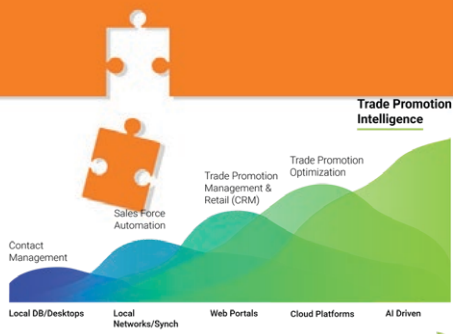 Trade Promotion
Intelligence
Trade Promotion
Optimization
Trade Promotion
Management &
Retail (CRM)
Sales Force
Automation
Contact
Management
Local DB/Desktops
Local
Networks/Synch
Web Portals
Cloud Platforms
AI Driven